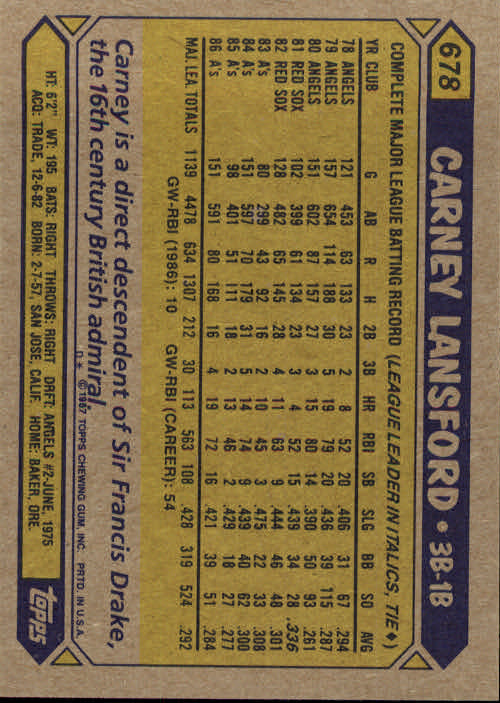 678
CARNEY LANSFORD • 3B-1B
COMPLETE MAJOR LEAGUE BATTING RECORD (LEAGUE LEADER IN ITALICS, TIE ♦)
YR CLUB G AB R H 2B 3B HR RBI SB SLG BB SO AVG
78 ANGELS 121 453 63 133 23 2 8 52 20 .406 31 67 .294
79 ANGELS 157 654 114 188 30 5 19 79 20 .436 39 115 .287
80 ANGELS 151 602 87 157 27 3 15 80 14 .390 50 93 .261
81 RED SOX 102 399 61 134 23 3 4 52 15 .439 34 28 .336
82 RED SOX 128 482 65 145 28 4 11 63 9 .444 46 48 .301
83 A's 80 299 43 92 16 2 10 45 3 .475 22 33 .308
84 A's 151 597 70 179 31 5 14 74 9 .439 40 62 .300
85 A's 98 401 51 111 18 2 13 46 2 .429 18 27 .277
86 A's 151 591 80 168 16 4 19 72 16 .421 39 51 .284
MAJ. LEA. TOTALS 1139 4478 634 1307 212 30 113 563 108 .428 319 524 .292
GW-RBI (1986): 10 GW-RBI (CAREER): 54
Carney is a direct descendent of Sir Francis Drake,
the 16th century British admiral.
D* ©1987 TOPPS CHEWING GUM, INC. PRTD. IN U.S.A.
HT: 6'2" WT: 195 BATS: RIGHT THROWS: RIGHT DRFT: ANGELS #2-JUNE, 1975
ACQ: TRADE, 12-6-82 BORN: 2-7-57, SAN JOSE, CALIF. HOME: BAKER, ORE.
TOPPS